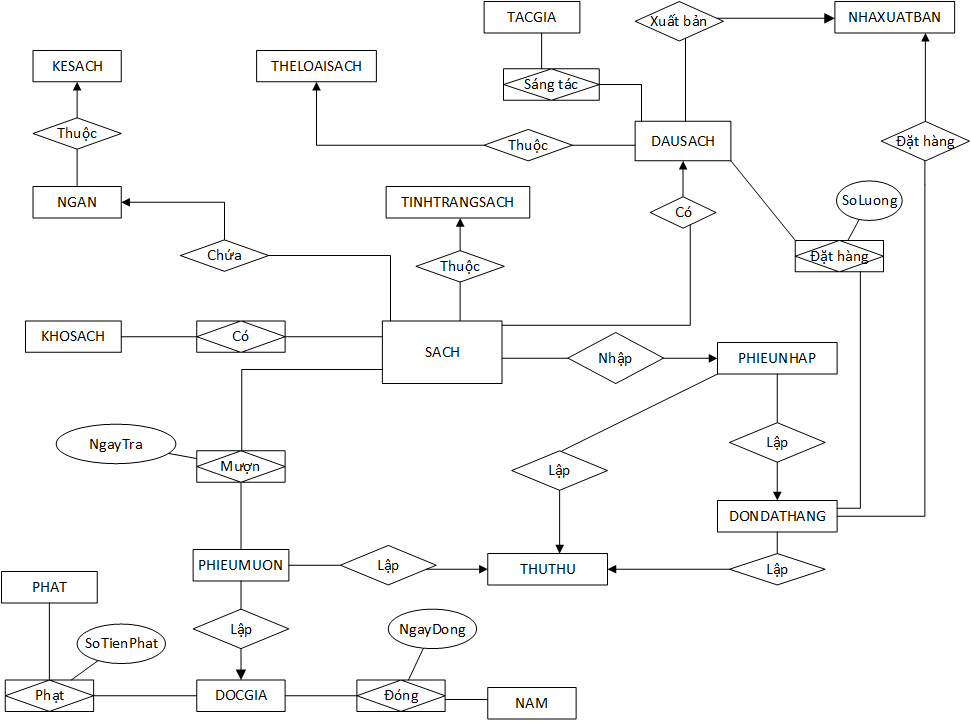 TACGIA
Xuất bản
NHAXUATBAN
KESACH
THELOAISACH
Sáng tác
Thuộc
Thuộc
DAUSACH
Đặt hàng
NGAN
TINHTRANGSACH
Có
SoLuong
Chứa
Thuộc
Đặt hàng
KHOSACH
Có
SACH
Nhập
PHIEUNHAP
NgayTra
Mượn
Lập
Lập
DONDATHANG
PHIEUMUON
Lập
THUTHU
Lập
PHAT
SoTienPhat
Lập
NgayDong
Phạt
DOCGIA
Đóng
NAM